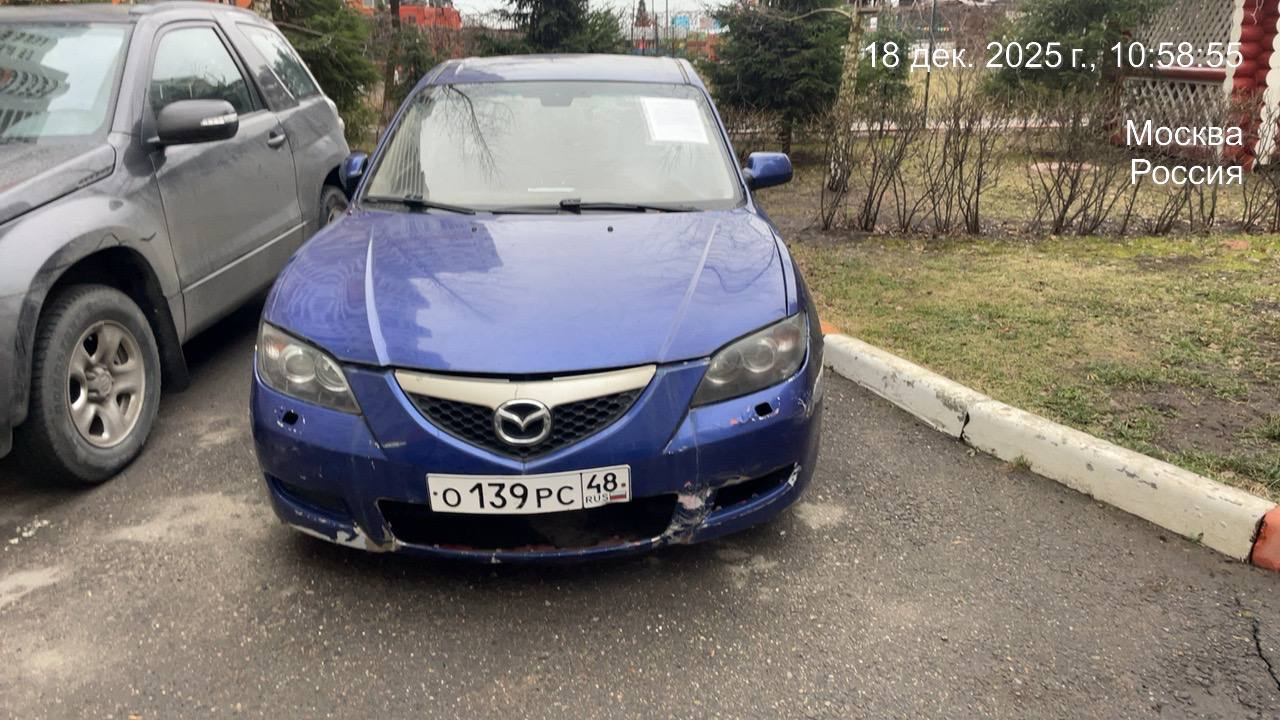 18 дек. 2025 г., 10:58:55
Москва
Россия
О 139 РС 48
RUS